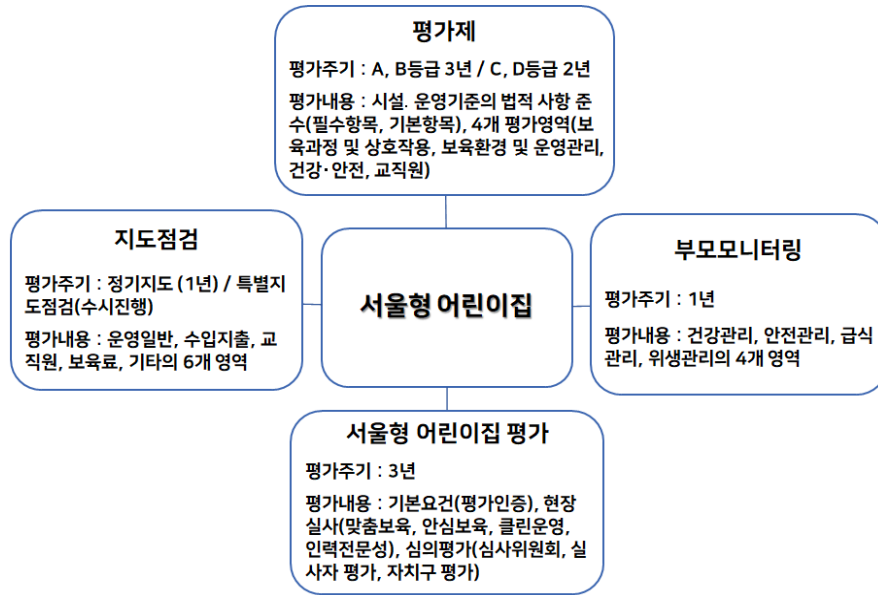 평가제
평가주기 : A, B등급 3년 / C, D등급 2년
평가내용 : 시설. 운영기준의 법적 사항 준
수(필수항목, 기본항목), 4개 평가영역(보
육과정 및 상호작용, 보육환경 및 운영관리,
건강·안전, 교직원)
지도점검
평가주기 : 정기지도 (1년) / 특별지
도점검(수시진행)
평가내용 : 운영일반, 수입지출, 교
직원, 보육료, 기타의 6개 영역
서울형 어린이집
부모모니터링
평가주기 : 1년
평가내용 : 건강관리, 안전관리, 급식
관리, 위생관리의 4개 영역
서울형 어린이집 평가
평가주기 : 3년
평가내용 : 기본요건(평가인증), 현장
실사(맞춤보육, 안심보육, 클린운영,
인력전문성), 심의평가(심사위원회, 실
사자 평가, 자치구 평가)